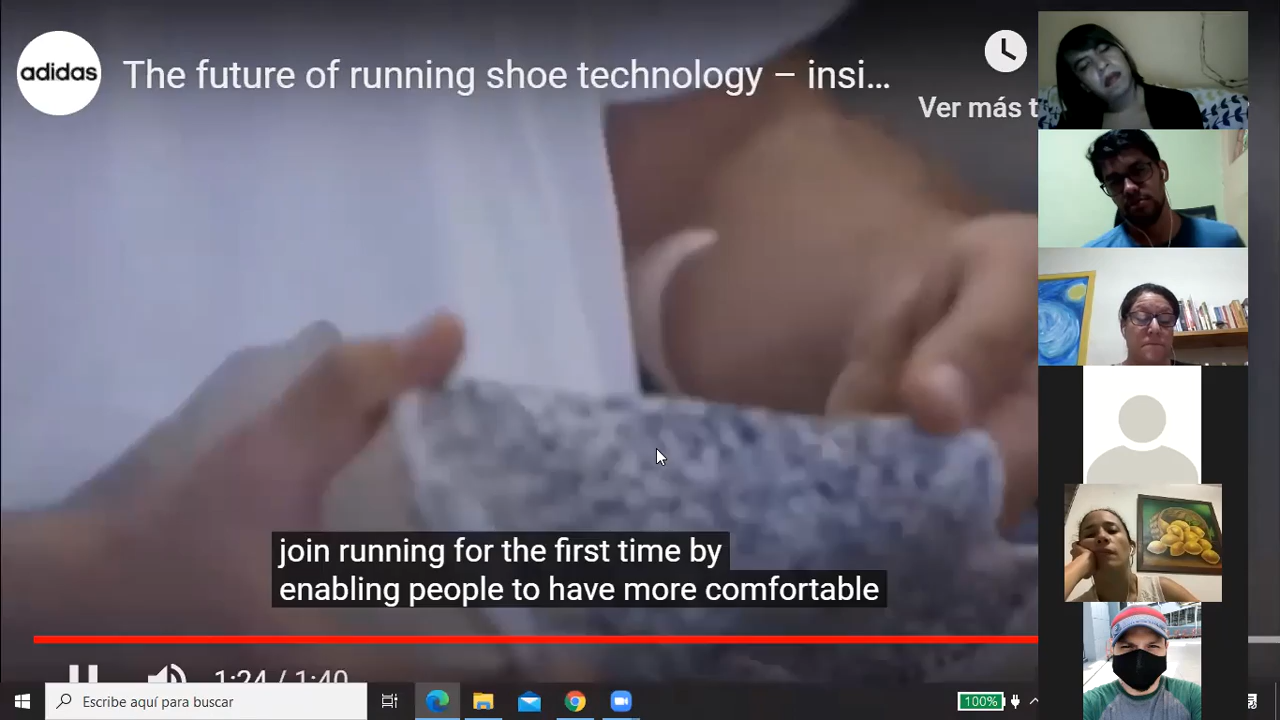 adidas
The future of running shoe technology – insi...
Ver más t
join running for the first time by
enabling people to have more comfortable
1:24 / 1:40
Escribe aquí para buscar
100%